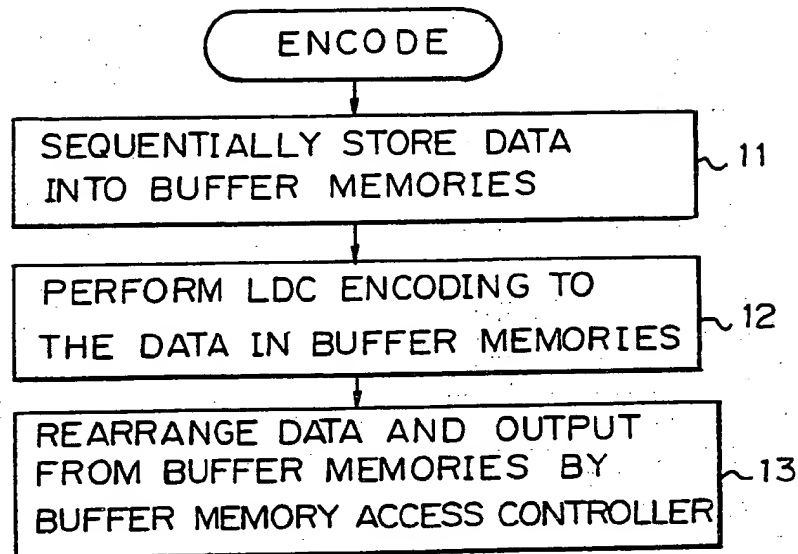 ENCODE
SEQUENTIALLY STORE DATA
INTO BUFFER MEMORIES
11
PERFORM LDC ENCODING TO
THE DATA IN BUFFER MEMORIES
12
REARRANGE DATA AND OUTPUT
FROM BUFFER MEMORIES BY
BUFFER MEMORY ACCESS CONTROLLER
13